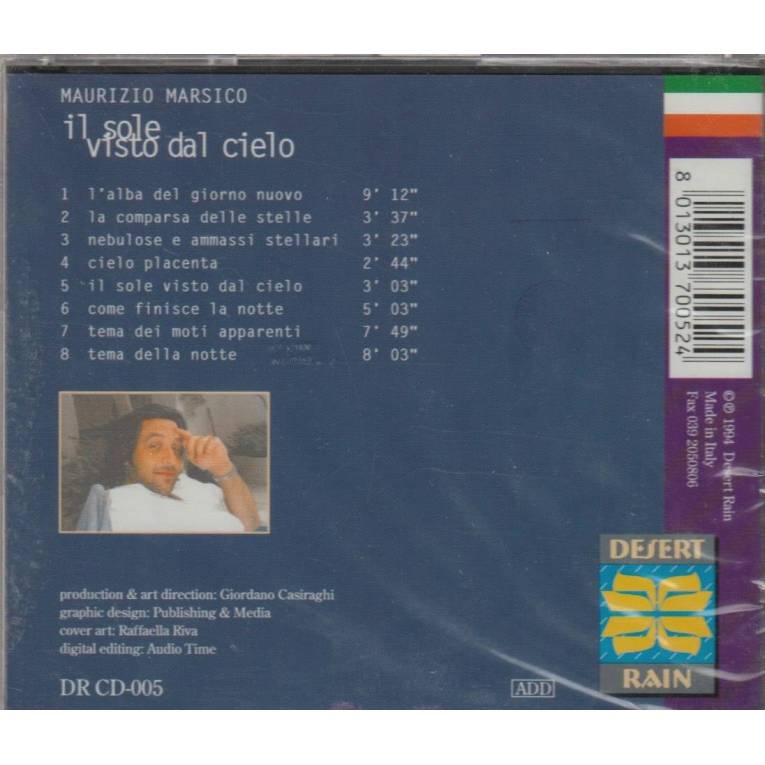 MAURIZIO MARSICO
il sole
visto dal cielo
1 l'alba del giorno nuovo 9' 12"
2 la comparsa delle stelle 3' 37"
3 nebulose e ammassi stellari 3' 23"
4 cielo placenta 2' 44"
5 il sole visto dal cielo 3' 03"
6 come finisce la notte 5' 03"
7 tema dei moti apparenti 7' 49"
8 tema della notte 8' 03"
production & art direction: Giordano Casiraghi
graphic design: Publishing & Media
cover art: Raffaella Riva
digital editing: Audio Time
DR CD-005
ADD
8 013013 700524
©℗ 1994 Desert Rain
Made in Italy
Fax 039 2050806
DESERT
RAIN